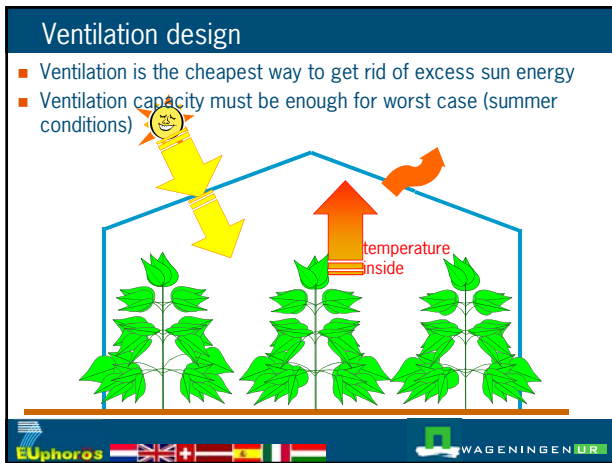 Ventilation design
Ventilation is the cheapest way to get rid of excess sun energy
Ventilation capacity must be enough for worst case (summer
conditions)
temperature
inside
7
EUphoros
WAGENINGEN UR